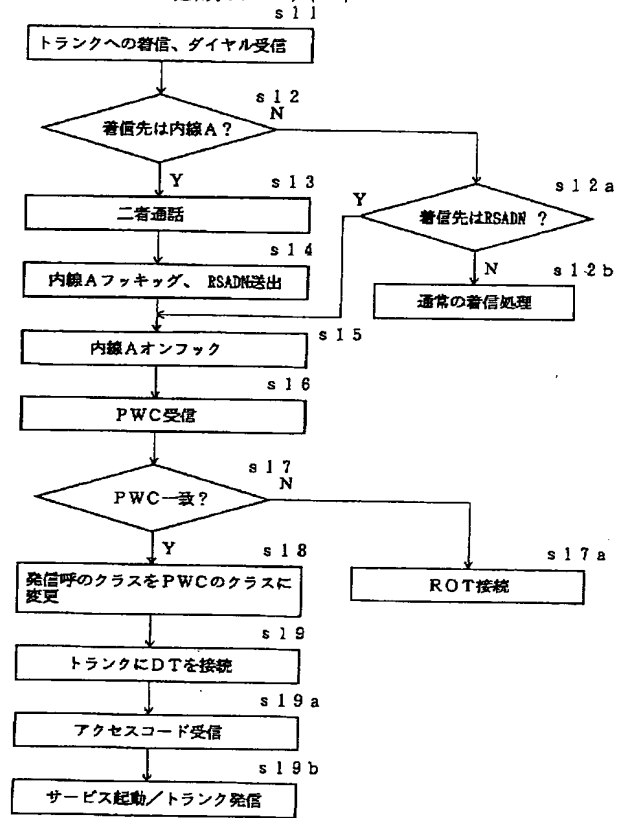 s11
トランクへの着信、ダイヤル受信
s12
着信先は内線A？
N
Y
s13
二者通話
s12a
着信先はRSADN ？
Y
N
s14
内線Aフッキッグ、 RSADN送出
s12b
通常の着信処理
s15
内線Aオンフック
s16
PWC受信
s17
PWC一致？
N
Y
s18
発信呼のクラスをPWCのクラスに
変更
s17a
ROT接続
s19
トランクにDTを接続
s19a
アクセスコード受信
s19b
サービス起動／トランク発信